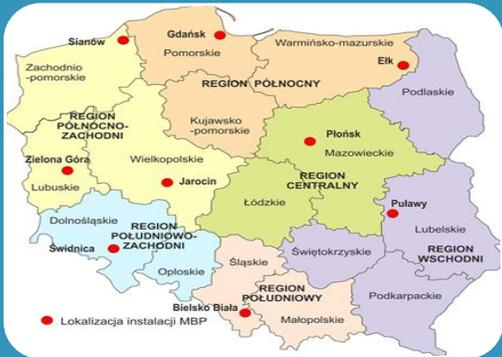 Sianów
Gdańsk
Pomorskie
Warmińsko-mazurskie
Ełk
Zachodnio
-pomorskie
REGION PÓŁNOCNY
Podlaskie
REGION
PÓŁNOCNO-
ZACHODNI
Kujawsko
-pomorskie
Płońsk
Mazowieckie
Zielona Góra
Wielkopolskie
Lubuskie
Jarocin
REGION
CENTRALNY
Łódzkie
Puławy
Dolnośląskie
REGION
POŁUDNIOWO-
ZACHODNI
Lubelskie
Świdnica
Śląskie
Świętokrzyskie
REGION
WSCHODNI
Oploskie
REGION
POŁUDNIOWY
Podkarpackie
Bielsko Biała
Małopolskie
Lokalizacja instalacji MBP